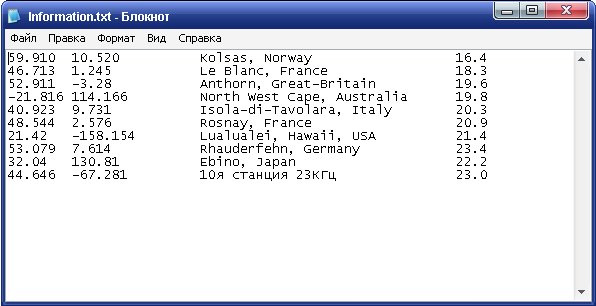 Information.txt - Блокнот
Файл Правка Формат Вид Справка
59.910 10.520 Kolsas, Norway 16.4
46.713 1.245 Le Blanc, France 18.3
52.911 -3.28 Anthorn, Great-Britain 19.6
-21.816 114.166 North West Cape, Australia 19.8
40.923 9.731 Isola-di-Tavolara, Italy 20.3
48.544 2.576 Rosnay, France 20.9
21.42 -158.154 Lualualei, Hawaii, USA 21.4
53.079 7.614 Rhauderfehn, Germany 23.4
32.04 130.81 Ebino, Japan 22.2
44.646 -67.281 10я станция 23КГц 23.0